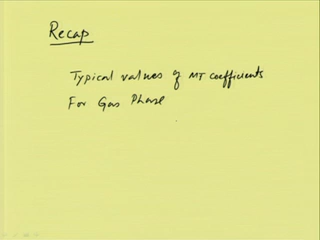 Recap
Typical values of MT coefficients
For Gas Phase